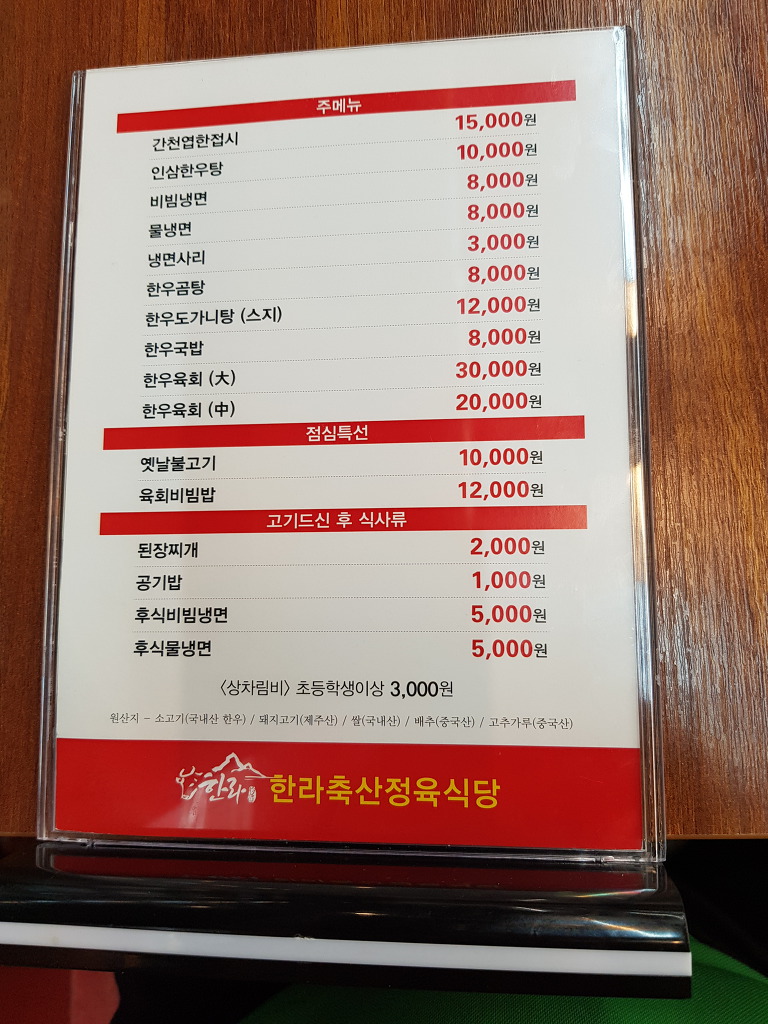 주메뉴
간천엽한접시 15,000원
인삼한우탕 10,000원
비빔냉면 8,000원
물냉면 8,000원
냉면사리 3,000원
한우곰탕 8,000원
한우도가니탕 (스지) 12,000원
한우국밥 8,000원
한우육회 (大) 30,000원
한우육회 (中) 20,000원
점심특선
옛날불고기 10,000원
육회비빔밥 12,000원
고기드신 후 식사류
된장찌개 2,000원
공기밥 1,000원
후식비빔냉면 5,000원
후식물냉면 5,000원
〈상차림비〉 초등학생이상 3,000원
원산지 - 소고기(국내산 한우) / 돼지고기(제주산) / 쌀(국내산) / 배추(중국산) / 고추가루(중국산)
한라 한라축산정육식당